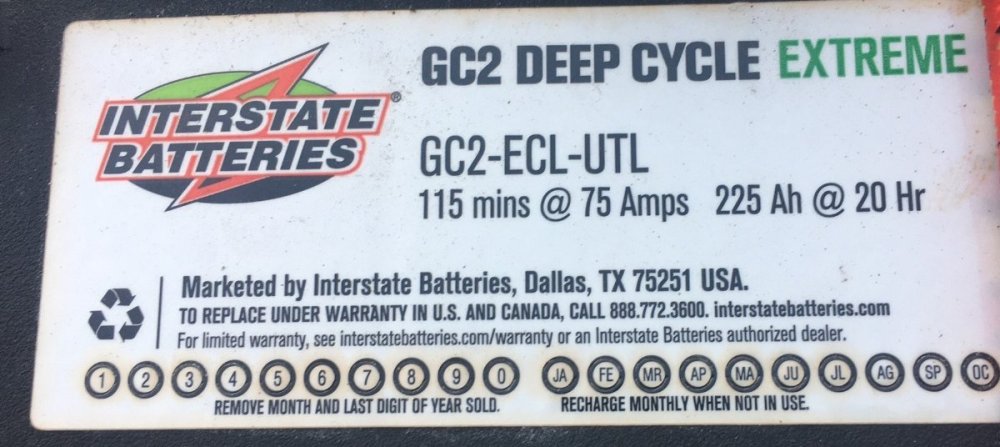 GC2 DEEP CYCLE EXTREME
INTERSTATE®
BATTERIES
GC2-ECL-UTL
115 mins @ 75 Amps 225 Ah @ 20 Hr
Marketed by Interstate Batteries, Dallas, TX 75251 USA.
TO REPLACE UNDER WARRANTY IN U.S. AND CANADA, CALL 888.772.3600. interstatebatteries.com
For limited warranty, see interstatebatteries.com/warranty or an Interstate Batteries authorized dealer.
1 2 3 4 5 6 7 8 9 0 JA FE MR AP MA JU JL AG SP OC
REMOVE MONTH AND LAST DIGIT OF YEAR SOLD. RECHARGE MONTHLY WHEN NOT IN USE.